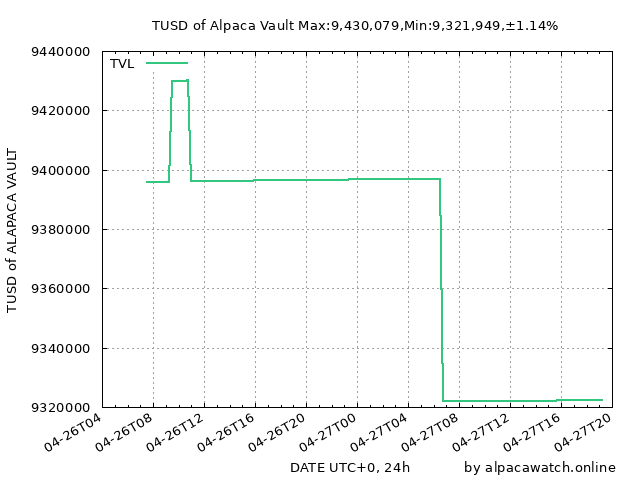 TUSD of Alpaca Vault Max:9,430,079,Min:9,321,949,±1.14%
TVL
TUSD of ALAPACA VAULT
9440000
9420000
9400000
9380000
9360000
9340000
9320000
04-26T04
04-26T08
04-26T12
04-26T16
04-26T20
04-27T00
04-27T04
04-27T08
04-27T12
04-27T16
04-27T20
DATE UTC+0, 24h
by alpacawatch.online